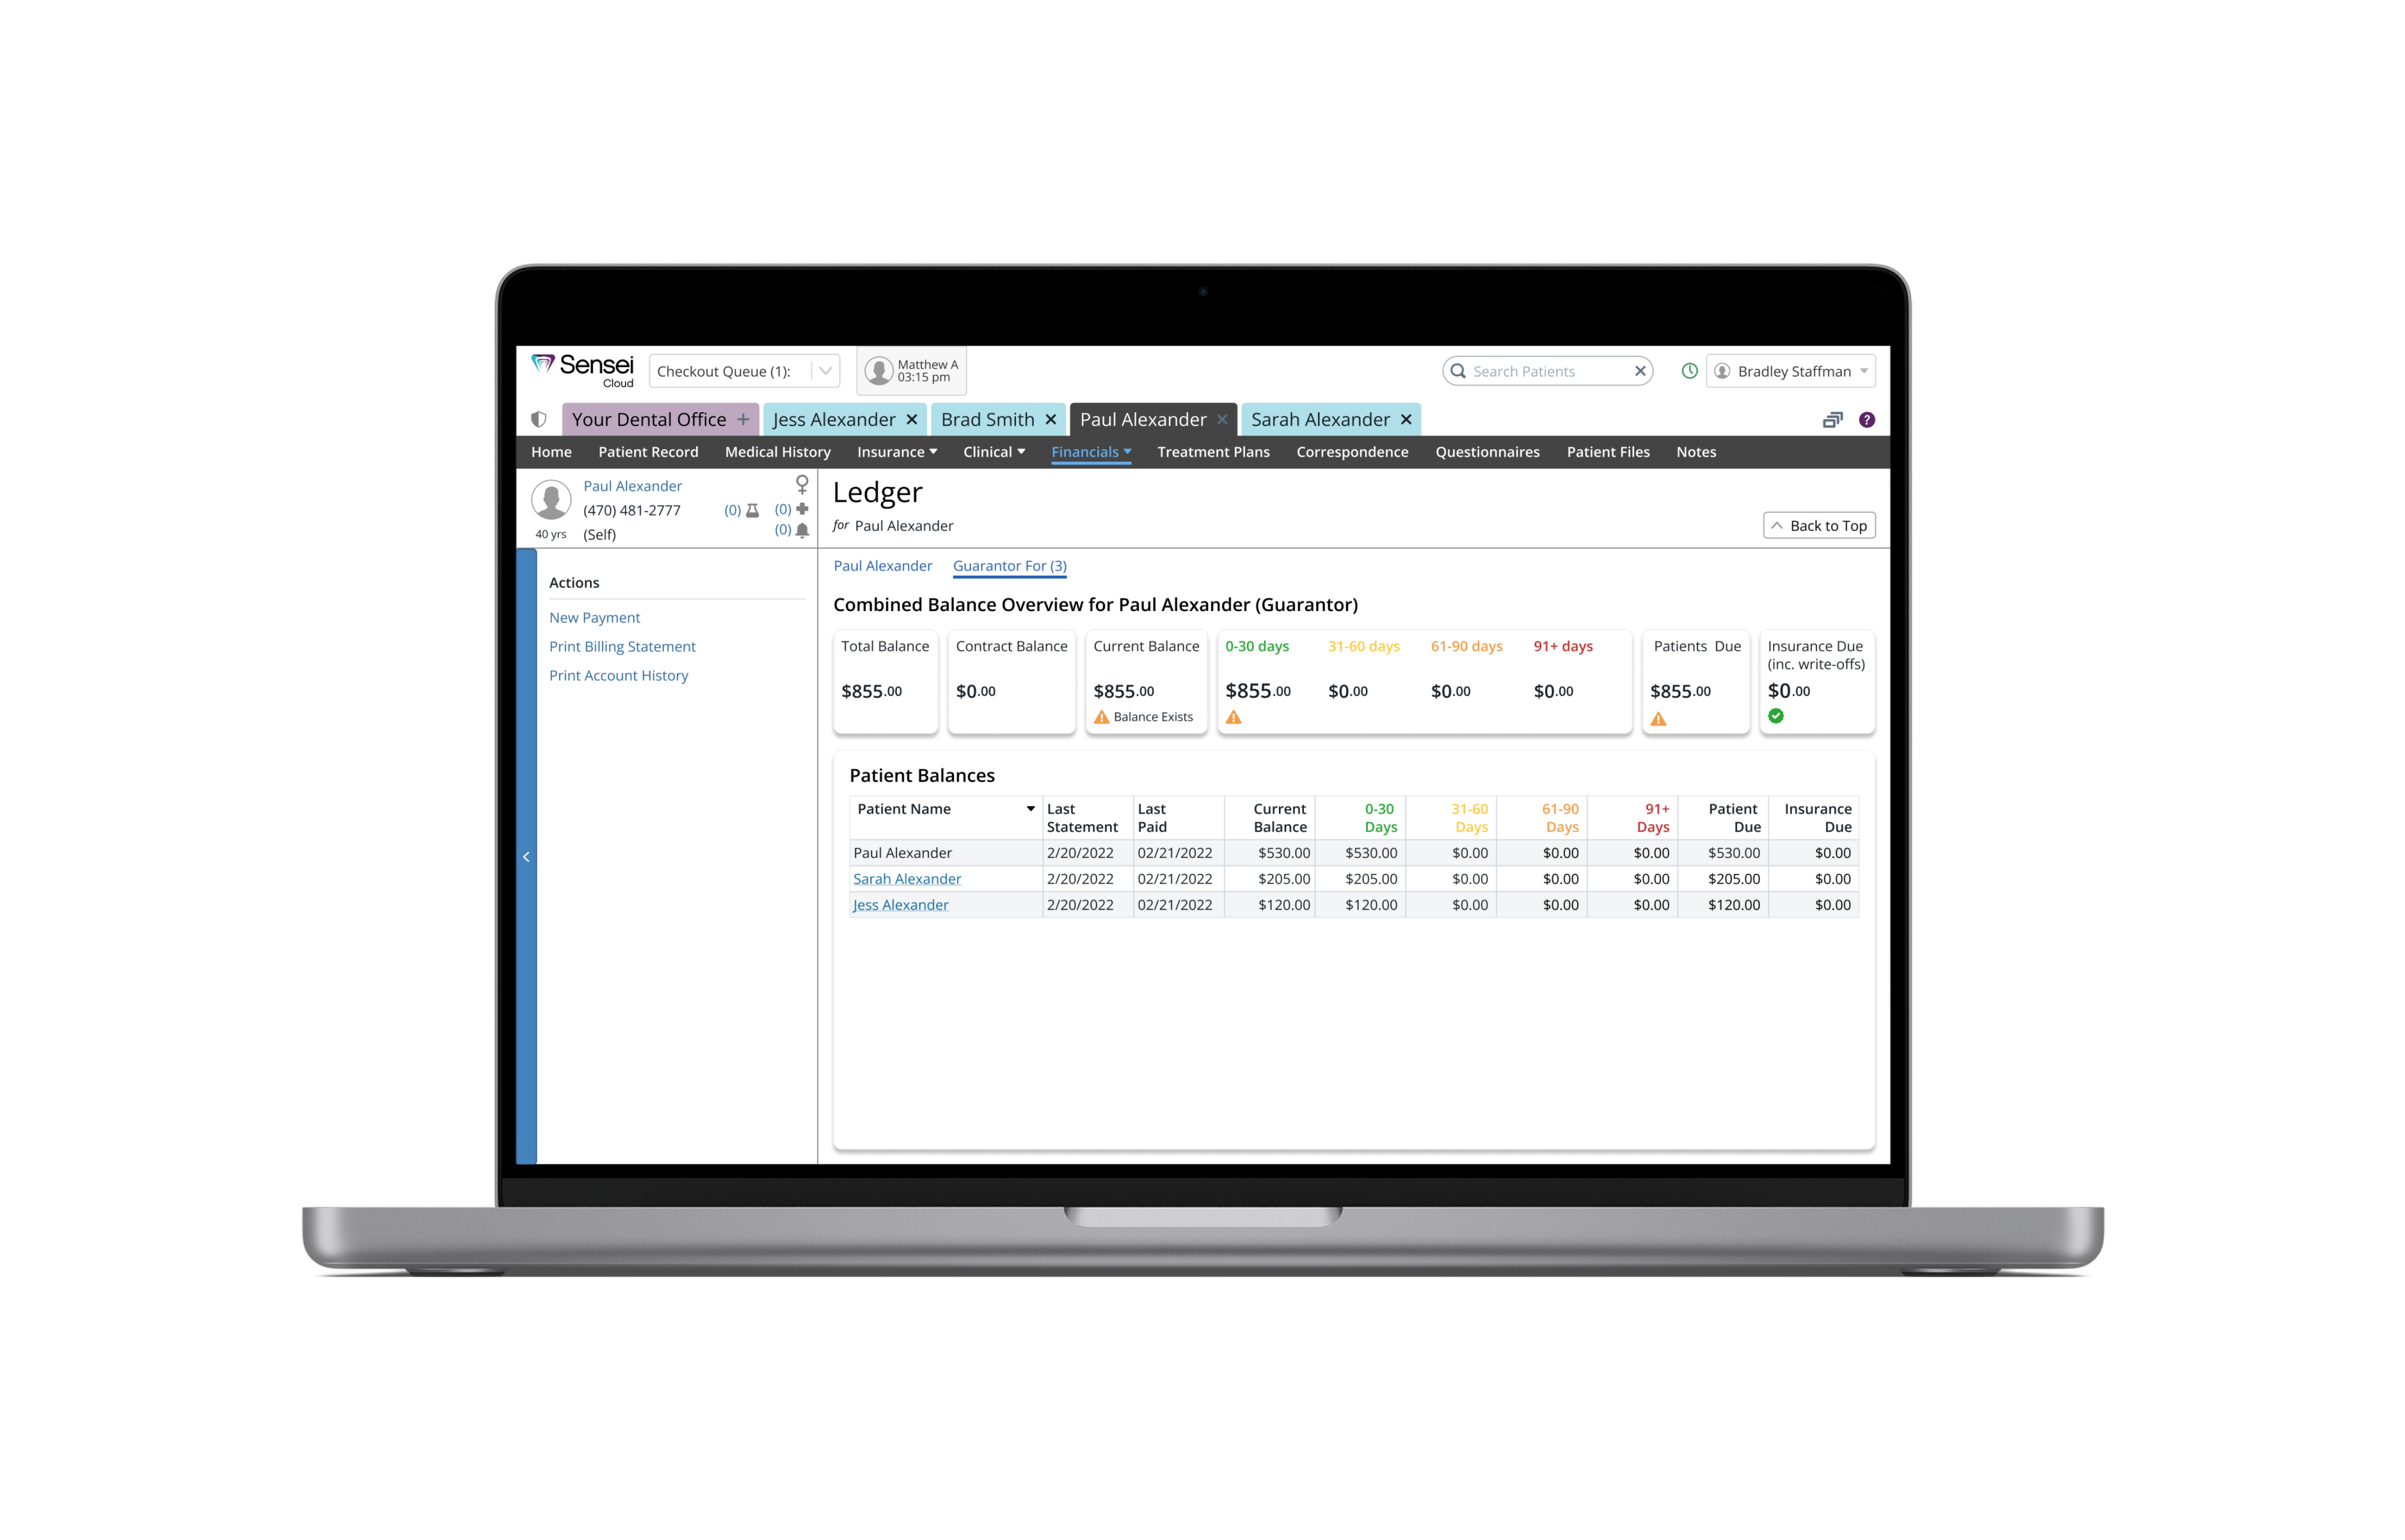 Sensei
Cloud
Checkout Queue (1):
Matthew A
03:15 pm
Search Patients
Bradley Staffman
Your Dental Office
Jess Alexander
Brad Smith
Paul Alexander
Sarah Alexander
?
Home Patient Record Medical History Insurance Clinical Financials Treatment Plans Correspondence Questionnaires Patient Files Notes
Paul Alexander
(470) 481-2777
(0) (0)
40 yrs (Self) (0)
Ledger
for Paul Alexander
Back to Top
Actions
New Payment
Print Billing Statement
Print Account History
Paul Alexander Guarantor For (3)
Combined Balance Overview for Paul Alexander (Guarantor)
Total Balance
$855.00
Contract Balance
$0.00
Current Balance
$855.00
Balance Exists
0-30 days 31-60 days 61-90 days 91+ days
$855.00 $0.00 $0.00 $0.00
Patients Due
$855.00
Insurance Due
(inc. write-offs)
$0.00
Patient Balances
Patient Name Last Statement Last Paid Current Balance 0-30 Days 31-60 Days 61-90 Days 91+ Days Patient Due Insurance Due
Paul Alexander 2/20/2022 02/21/2022 $530.00 $530.00 $0.00 $0.00 $0.00 $530.00 $0.00
Sarah Alexander 2/20/2022 02/21/2022 $205.00 $205.00 $0.00 $0.00 $0.00 $205.00 $0.00
Jess Alexander 2/20/2022 02/21/2022 $120.00 $120.00 $0.00 $0.00 $0.00 $120.00 $0.00